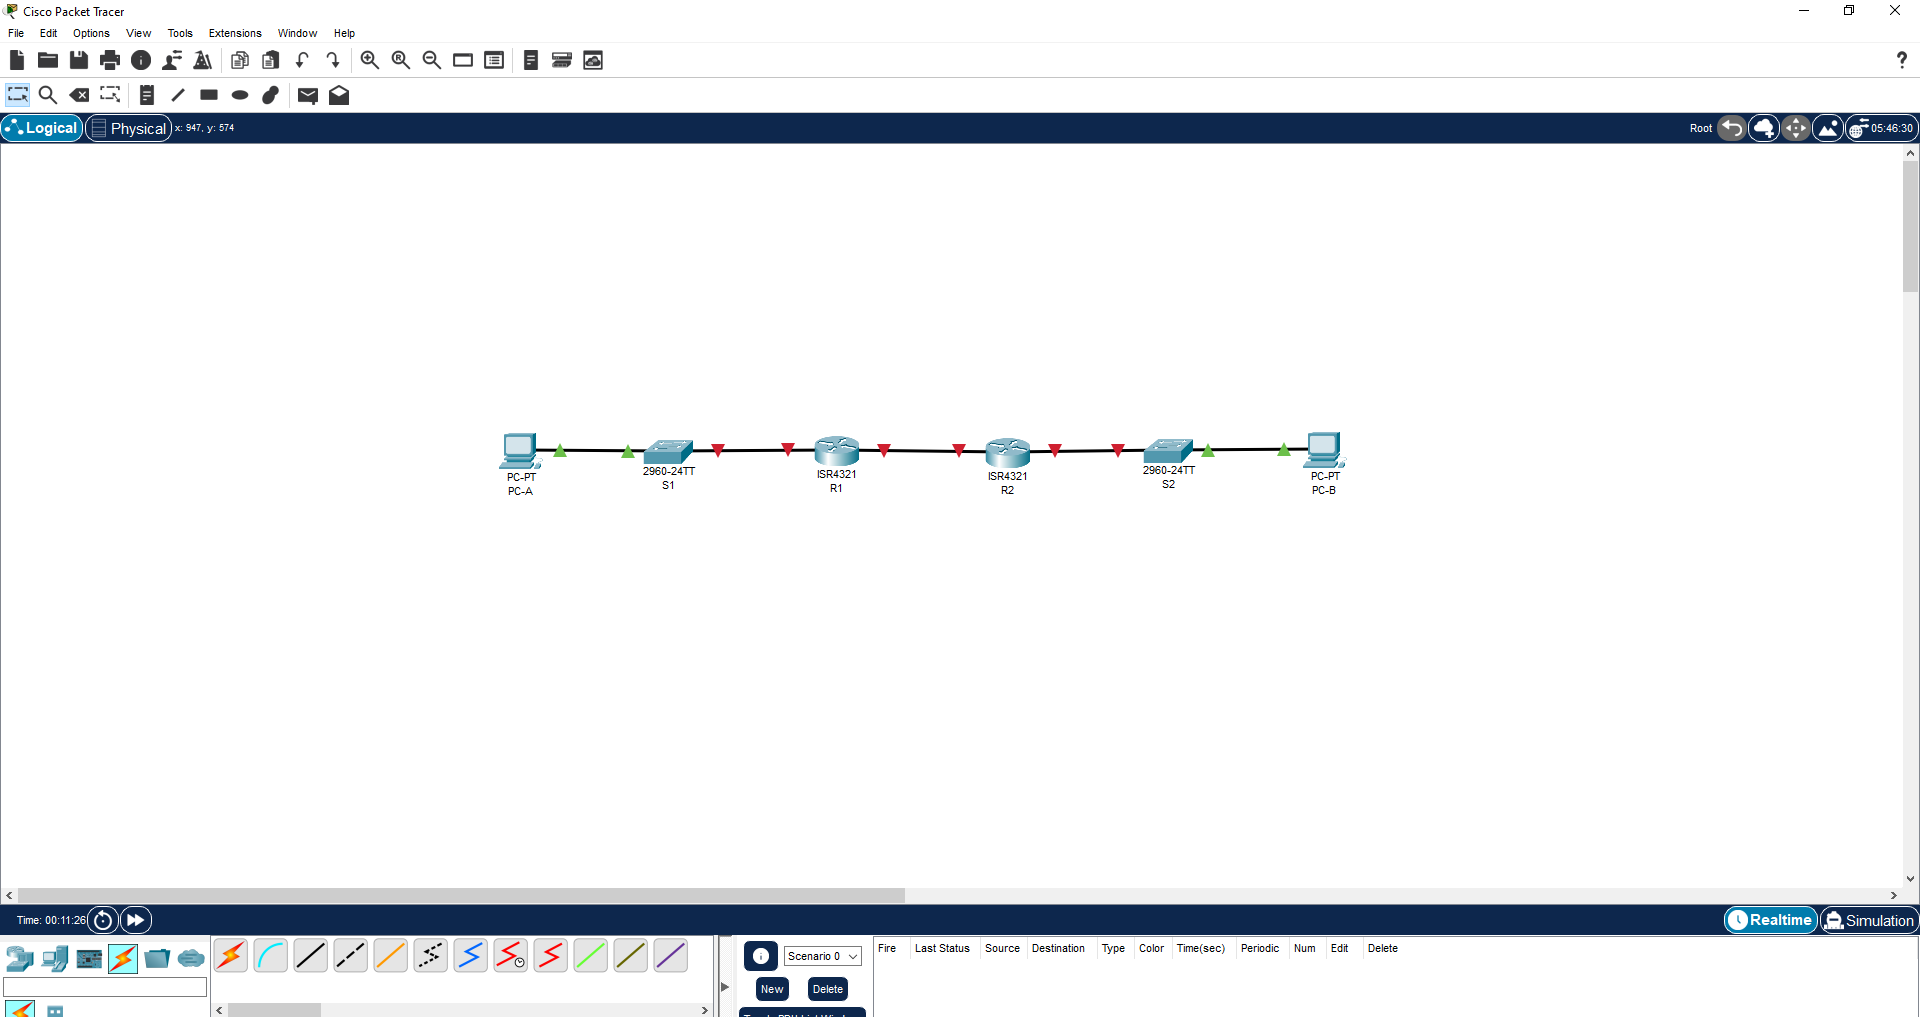 Cisco Packet Tracer
File Edit Options View Tools Extensions Window Help
Logical Physical x: 947, y: 574 Root 05:46:30
PC-PT
PC-A
2960-24TT
S1
ISR4321
R1
ISR4321
R2
2960-24TT
S2
PC-PT
PC-B
Time: 00:11:26 Realtime Simulation
Scenario 0
New Delete
Fire Last Status Source Destination Type Color Time(sec) Periodic Num Edit Delete